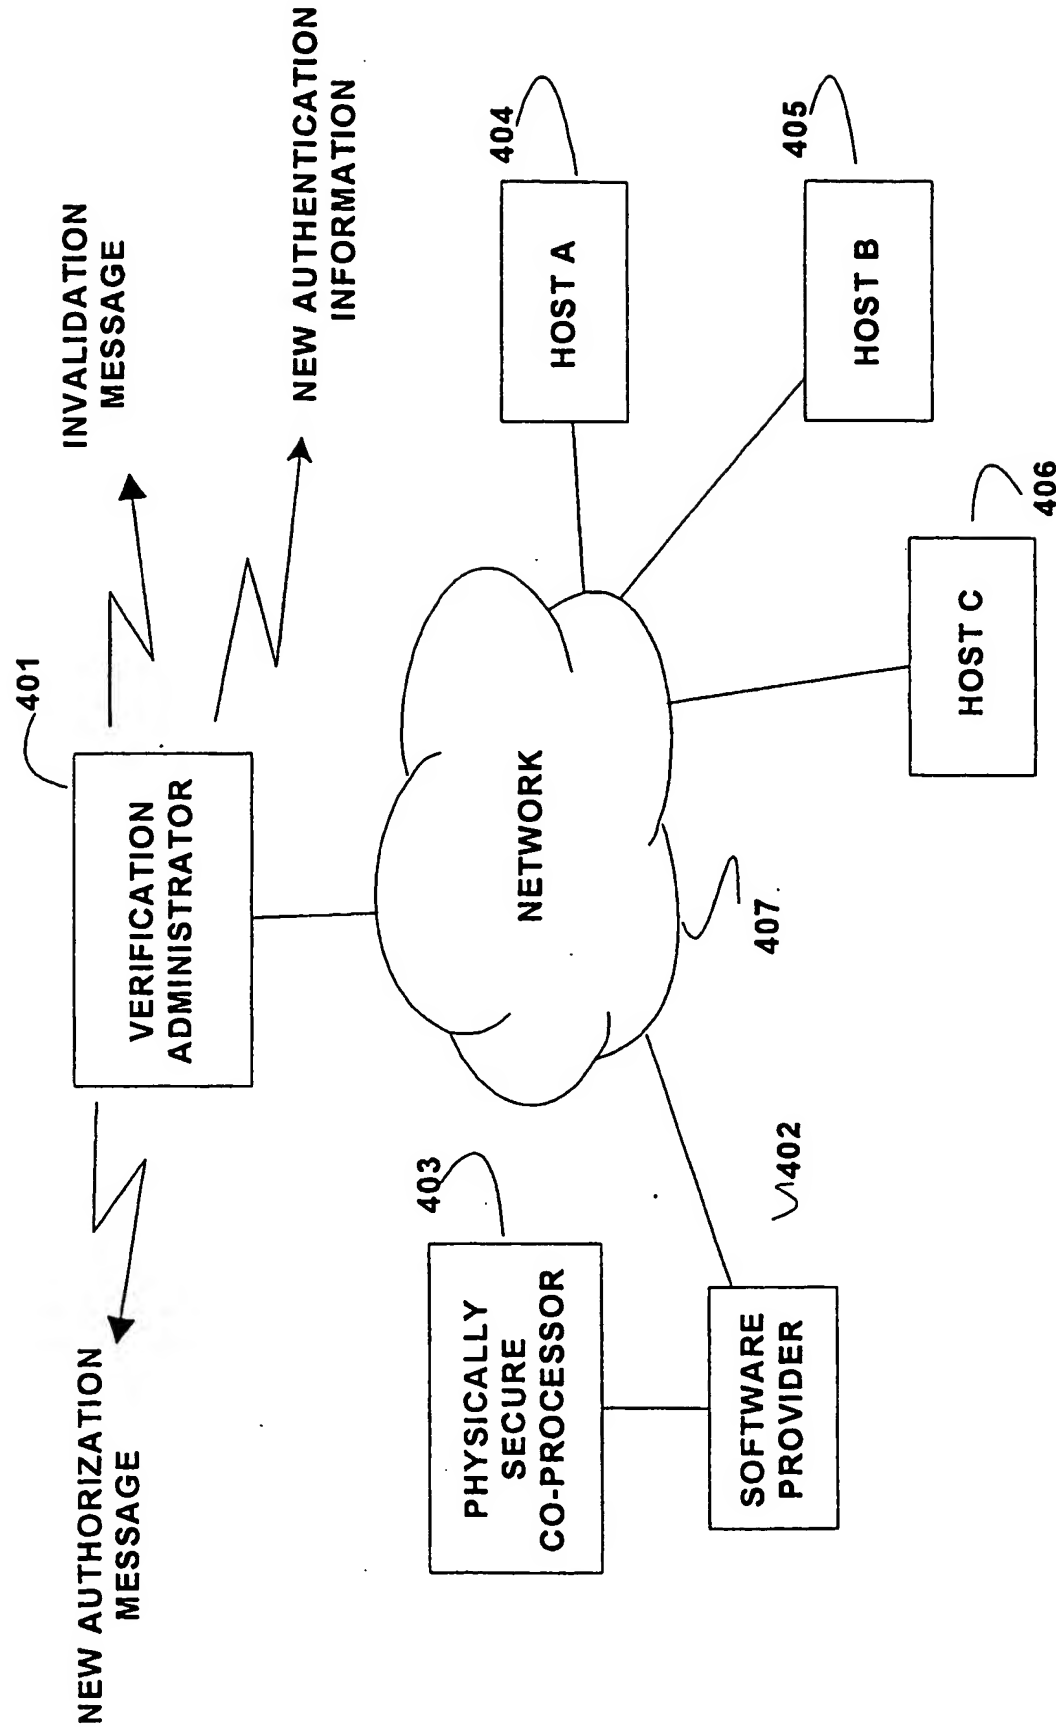 NEW AUTHORIZATION
MESSAGE
401
VERIFICATION
ADMINISTRATOR
INVALIDATION
MESSAGE
NEW AUTHENTICATION
INFORMATION
403
PHYSICALLY
SECURE
CO-PROCESSOR
NETWORK
404
HOST A
402
SOFTWARE
PROVIDER
407
405
HOST B
HOST C
406